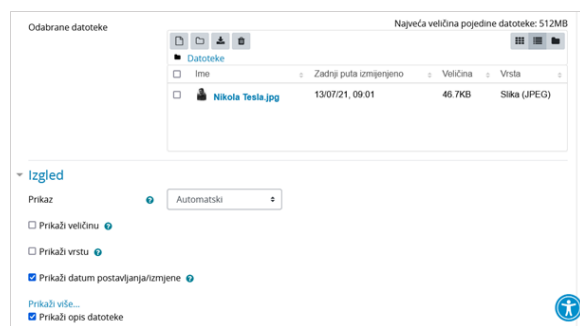 Odabrane datoteke
Najveća veličina pojedine datoteke: 512MB
Datoteke
Ime Zadnji puta izmijenjeno Veličina Vrsta
Nikola Tesla.jpg 13/07/21, 09:01 46.7KB Slika (JPEG)
Izgled
Prikaz Automatski
Prikaži veličinu
Prikaži vrstu
Prikaži datum postavljanja/izmjene
Prikaži više...
Prikaži opis datoteke